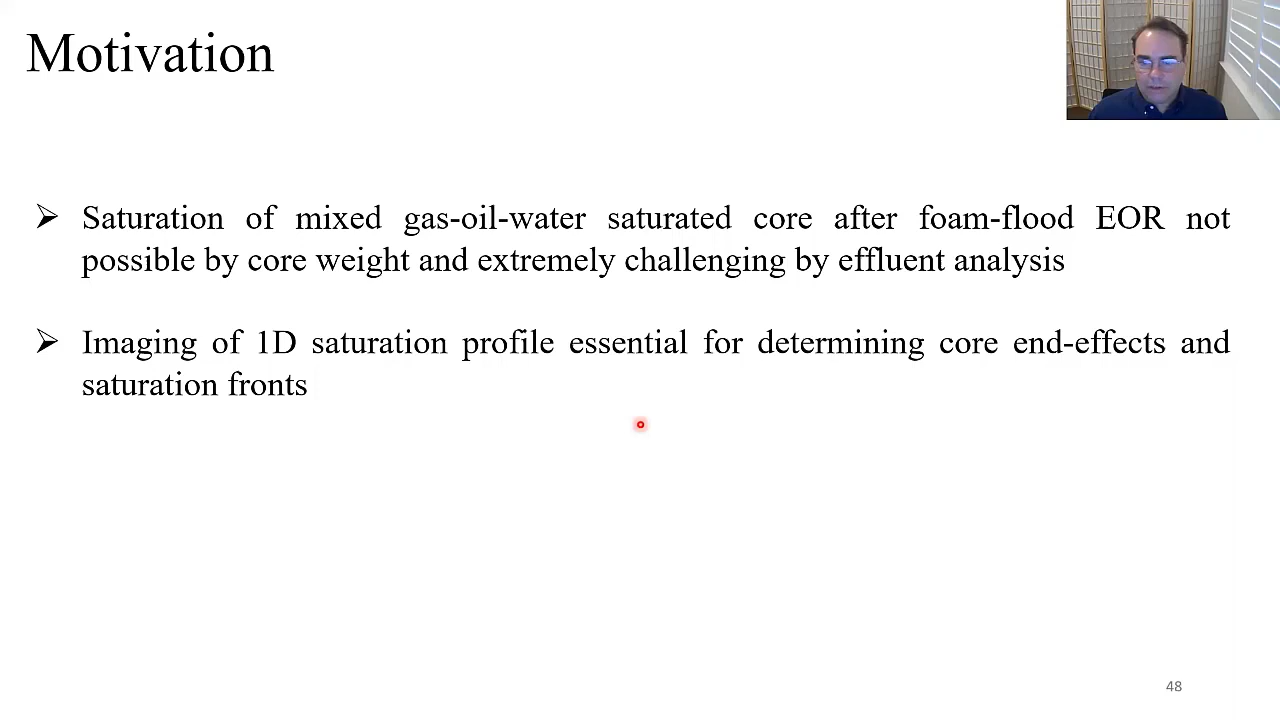 Motivation
➢ Saturation of mixed gas-oil-water saturated core after foam-flood EOR not
possible by core weight and extremely challenging by effluent analysis
➢ Imaging of 1D saturation profile essential for determining core end-effects and
saturation fronts
48